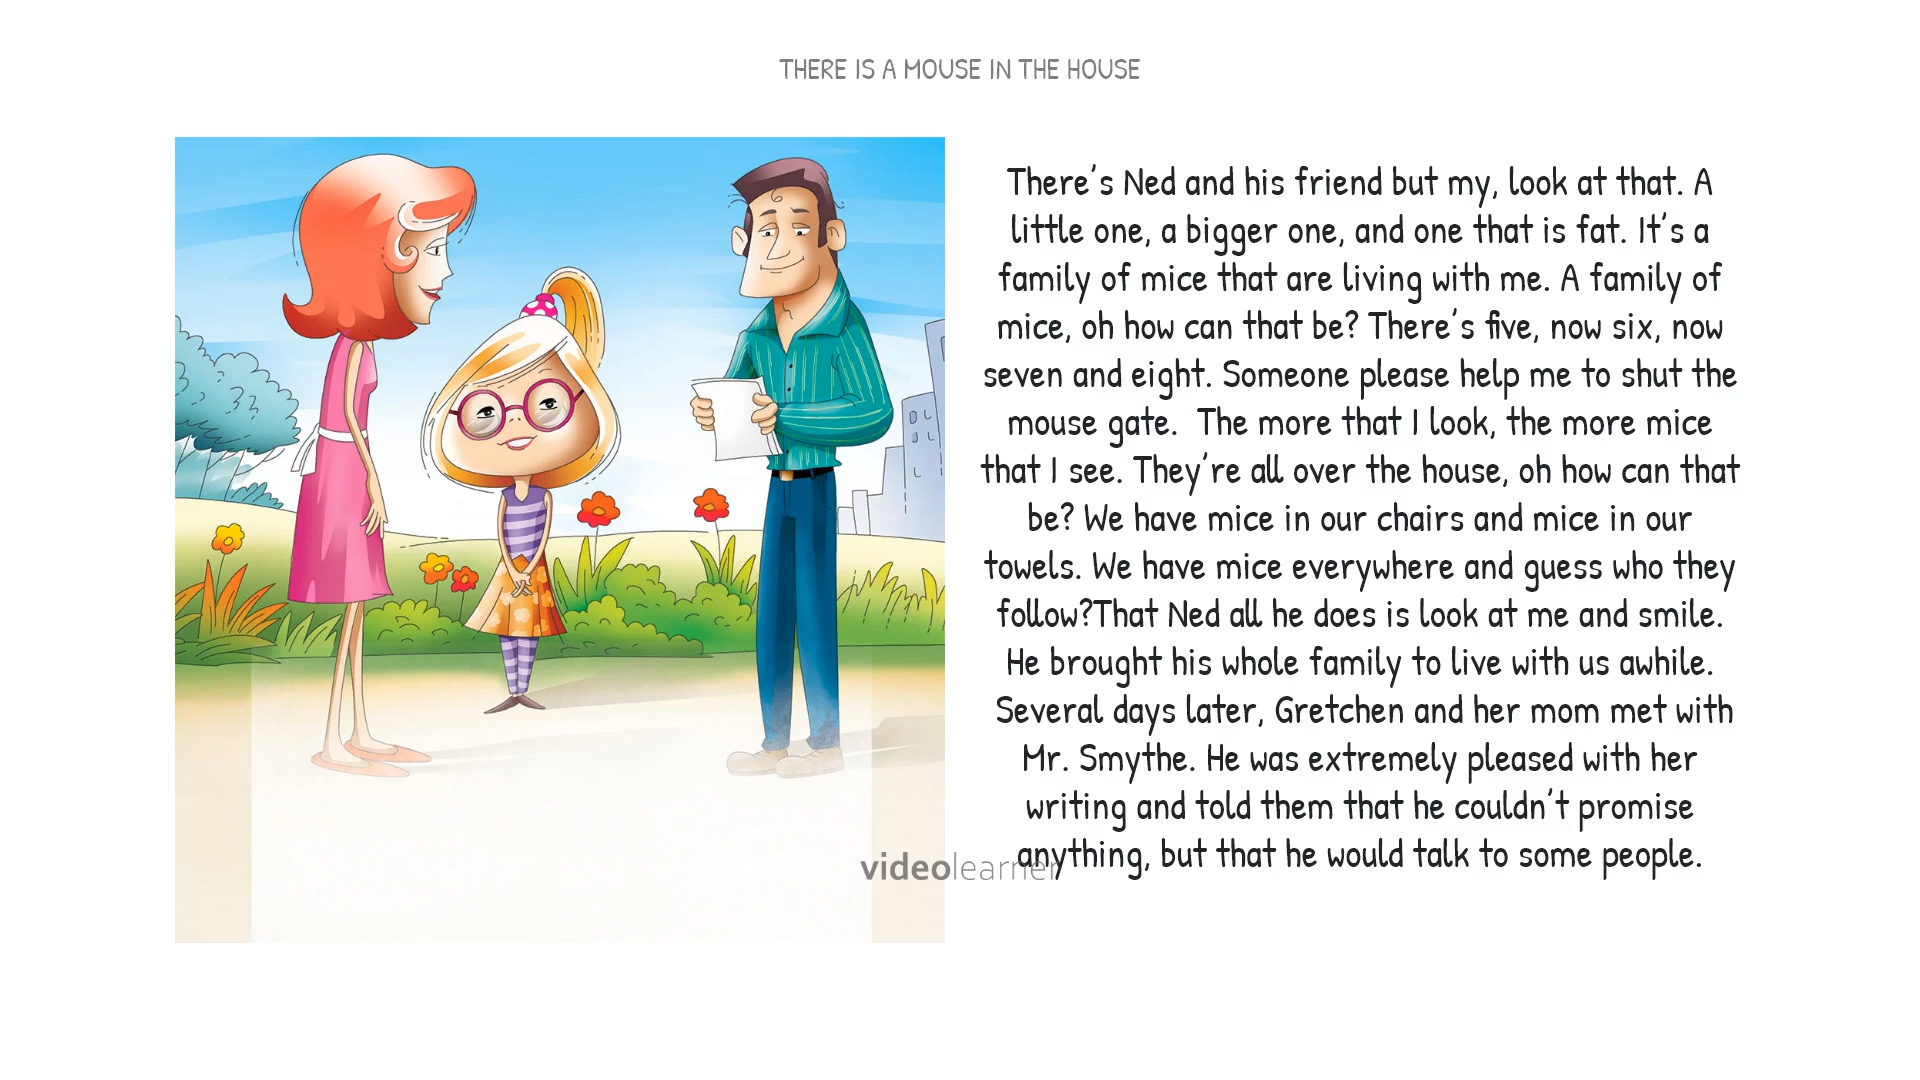 THERE IS A MOUSE IN THE HOUSE
There's Ned and his friend but my, look at that. A
little one, a bigger one, and one that is fat. It's a
family of mice that are living with me. A family of
mice, oh how can that be? There's five, now six, now
seven and eight. Someone please help me to shut the
mouse gate.  The more that I look, the more mice
that I see. They're all over the house, oh how can that
be? We have mice in our chairs and mice in our
towels. We have mice everywhere and guess who they
follow?That Ned all he does is look at me and smile.
He brought his whole family to live with us awhile.
Several days later, Gretchen and her mom met with
Mr. Smythe. He was extremely pleased with her
writing and told them that he couldn't promise
anything, but that he would talk to some people.
videolearner